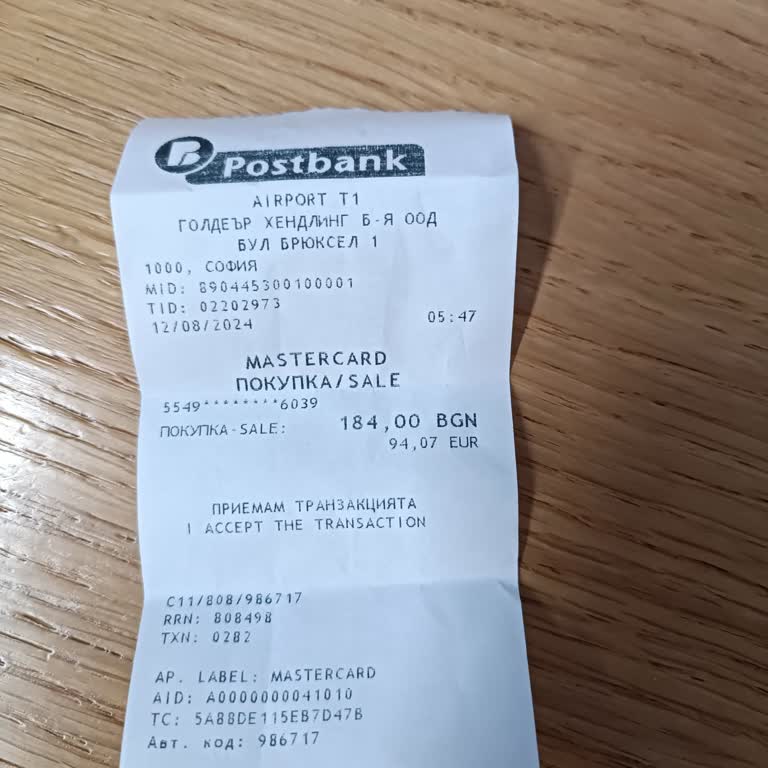 Postbank
AIRPORT T1
ГОЛДЕЪР ХЕНДЛИНГ Б-Я ООД
БУЛ БРЮКСЕЛ 1
1000, СОФИЯ
MID: 890445300100001
TID: 02202973
12/08/2024 05:47
MASTERCARD
ПОКУПКА/SALE
5549********6039
ПОКУПКА-SALE: 184,00 BGN
94,07 EUR
ПРИЕМАМ ТРАНЗАКЦИЯТА
I ACCEPT THE TRANSACTION
C11/808/986717
RRN: 808498
TXN: 0282
AP. LABEL: MASTERCARD
AID: A0000000041010
TC: 5A88DE115EB7D47B
Авт. код: 986717